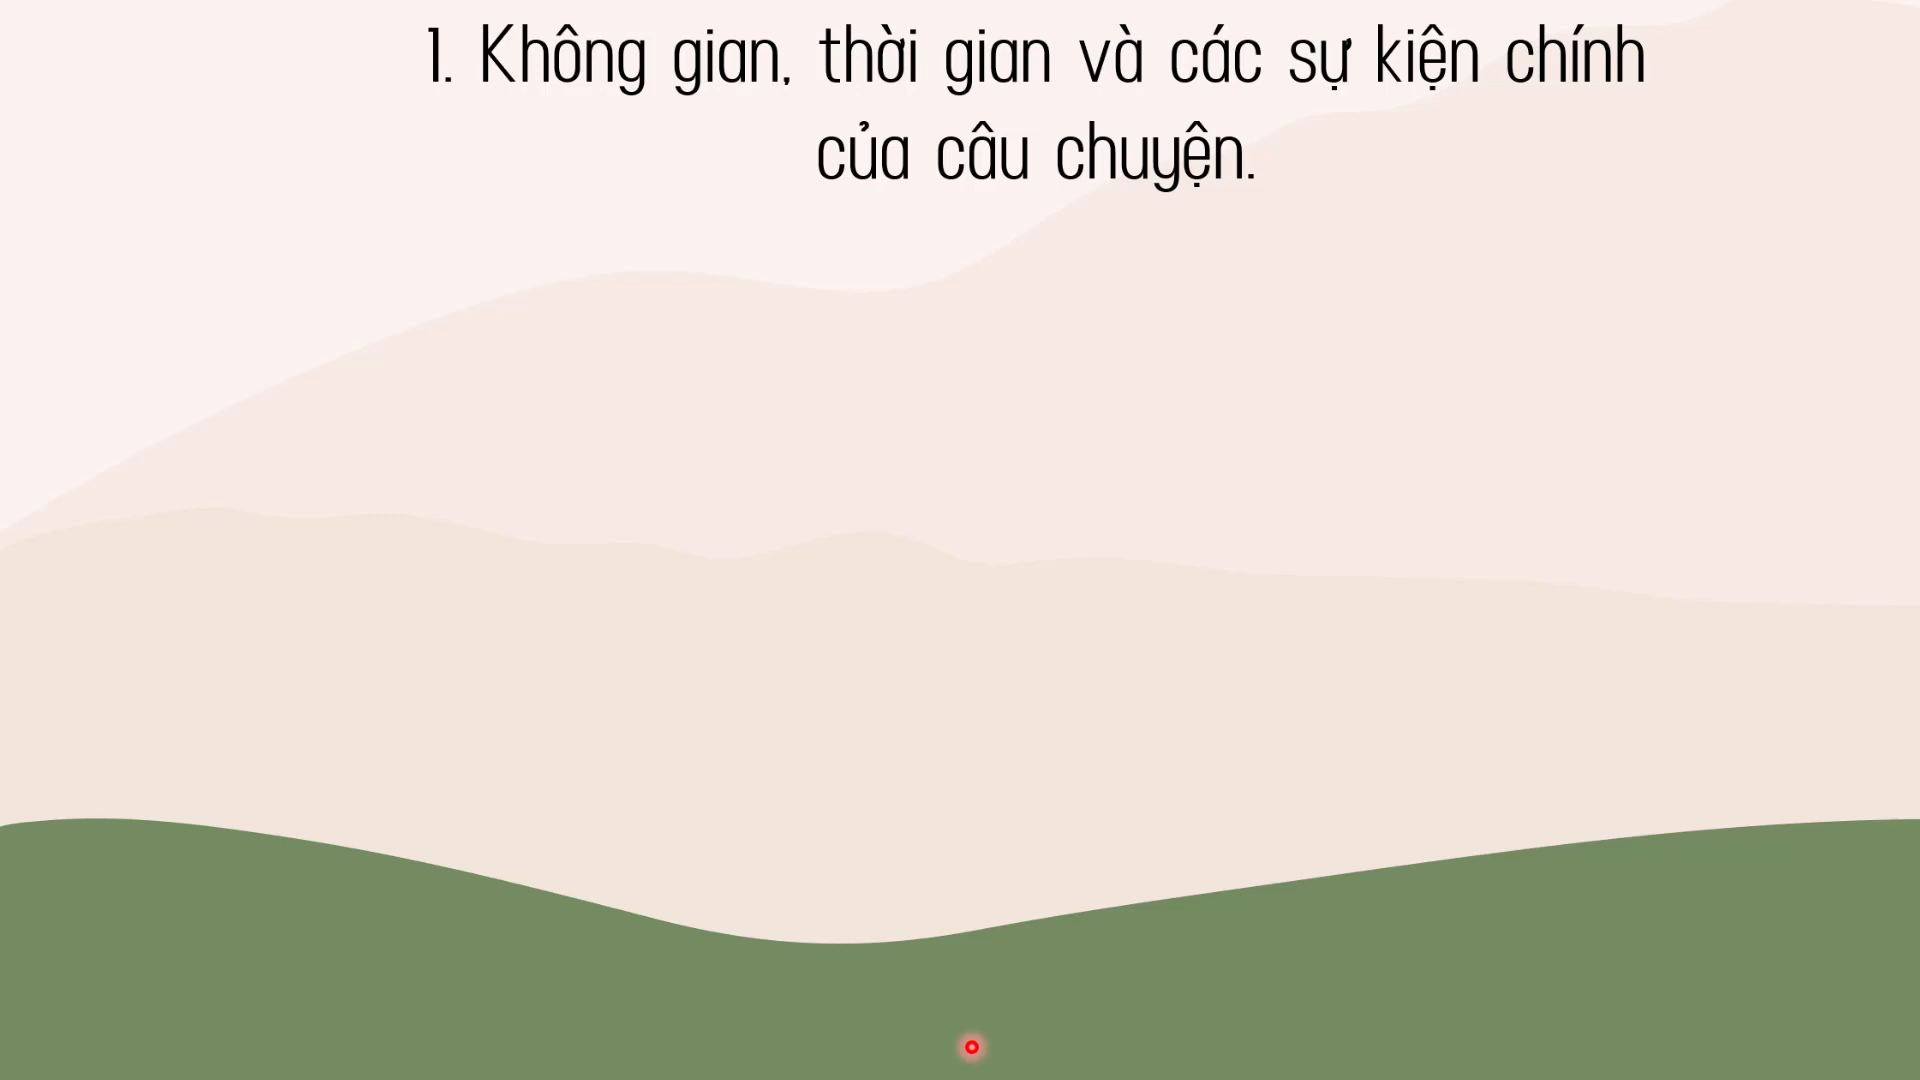 1. Không gian, thời gian và các sự kiện chính
của câu chuyện.